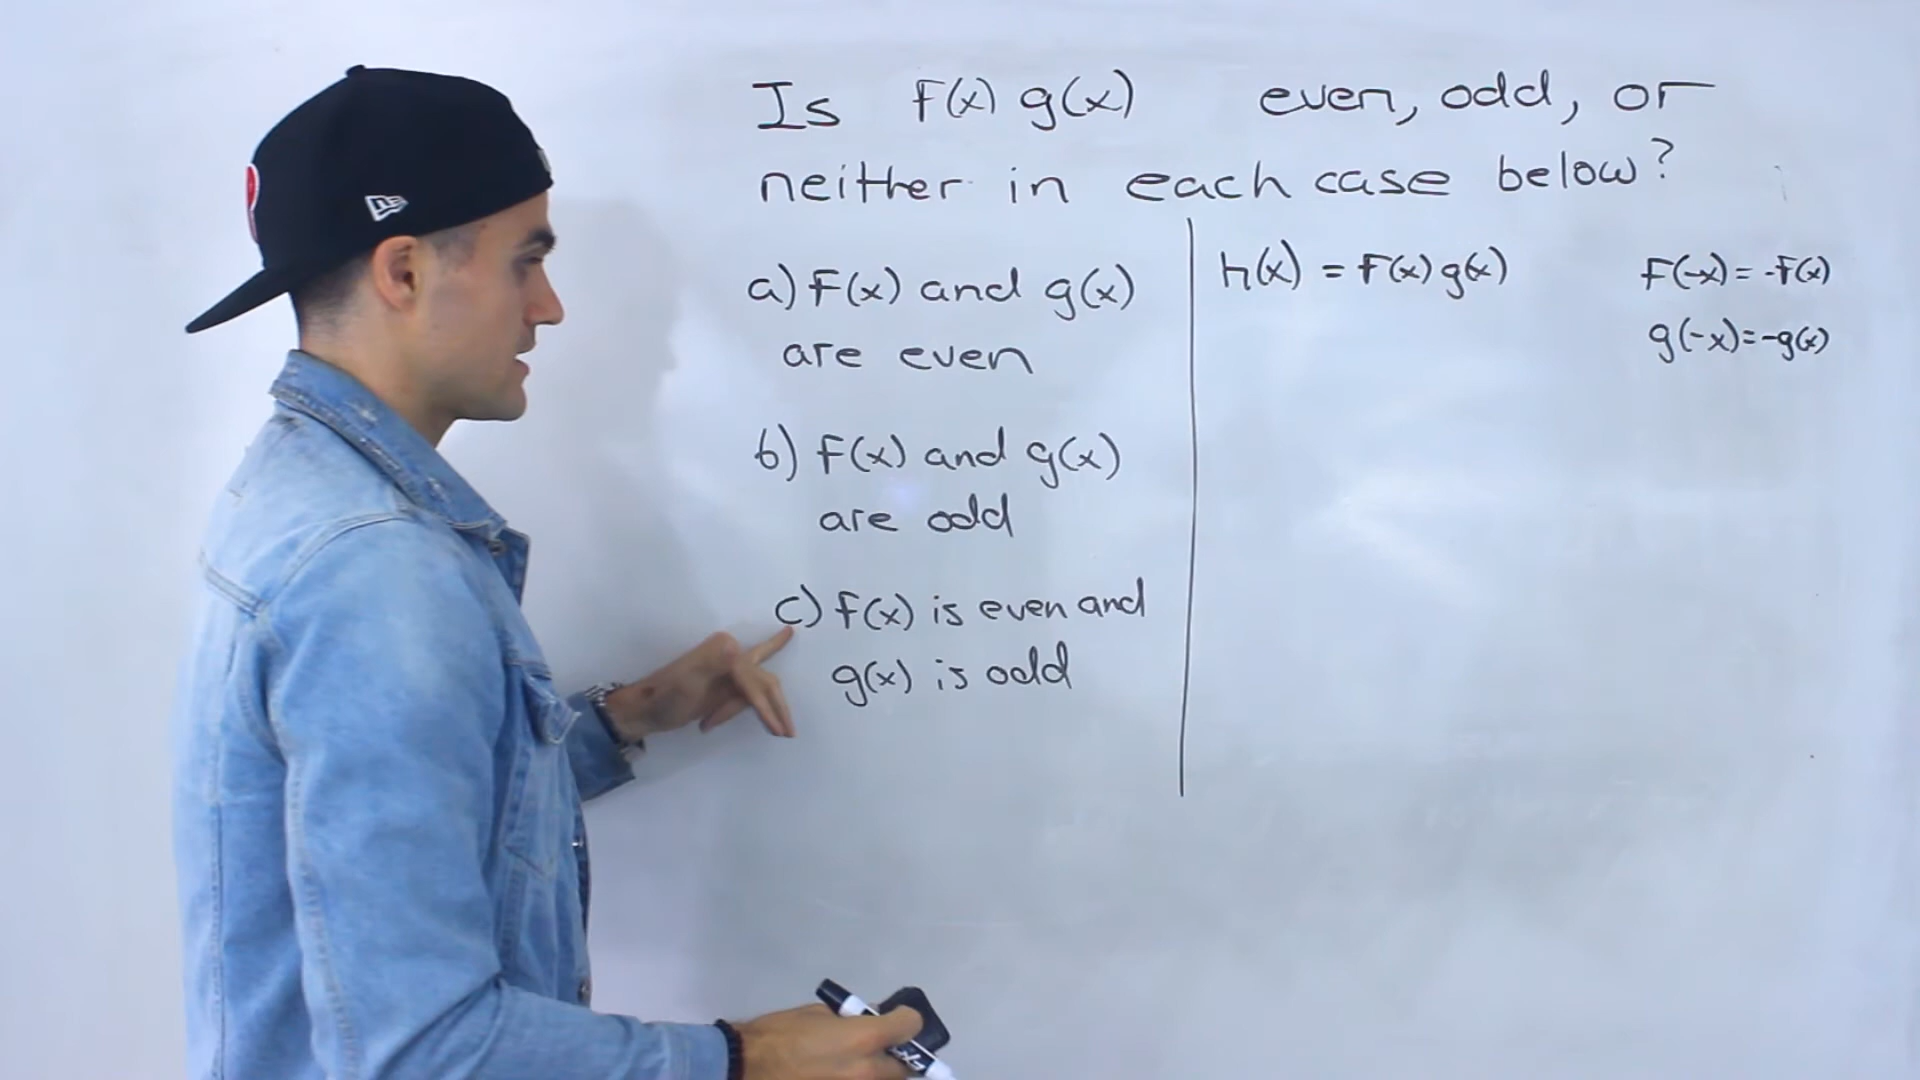 Is f(x) g(x) even, odd, or
neither in each case below?
a) f(x) and g(x)
are even
b) f(x) and g(x)
are odd
c) f(x) is even and
g(x) is odd
h(x) = f(x) g(x)
f(-x) = -f(x)
g(-x) = -g(x)